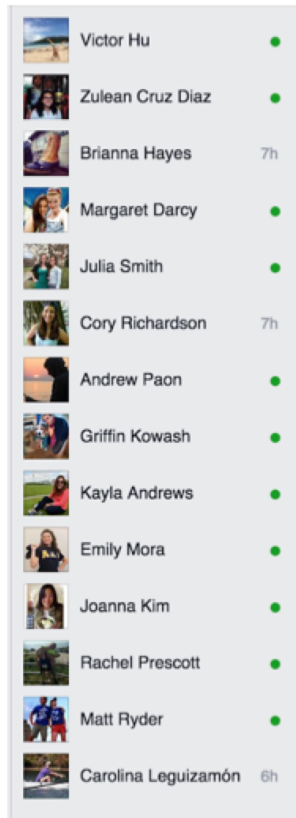 Victor Hu
Zulean Cruz Diaz
Brianna Hayes 7h
Margaret Darcy
Julia Smith
Cory Richardson 7h
Andrew Paon
Griffin Kowash
Kayla Andrews
Emily Mora
Joanna Kim
Rachel Prescott
Matt Ryder
Carolina Leguizamón 6h